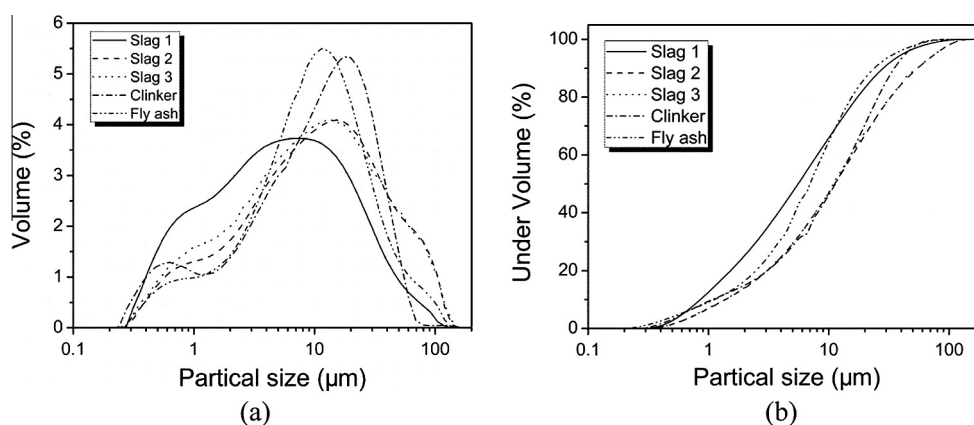 6
5
4
3
2
1
0
Volume (%)
Slag 1
Slag 2
Slag 3
Clinker
Fly ash
0.1
1
10
100
Partical size (µm)
(a)
100
80
60
40
20
0
Under Volume (%)
Slag 1
Slag 2
Slag 3
Clinker
Fly ash
0.1
1
10
100
Partical size (µm)
(b)